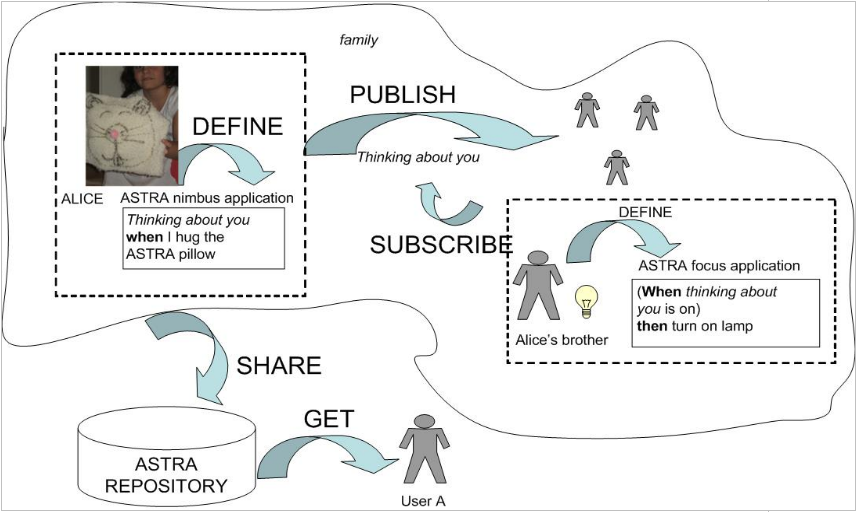 family
PUBLISH
DEFINE
Thinking about you
ALICE
ASTRA nimbus application
Thinking about you
when I hug the
ASTRA pillow
SUBSCRIBE
DEFINE
ASTRA focus application
(When thinking about
you is on)
then turn on lamp
Alice's brother
SHARE
GET
ASTRA
REPOSITORY
User A